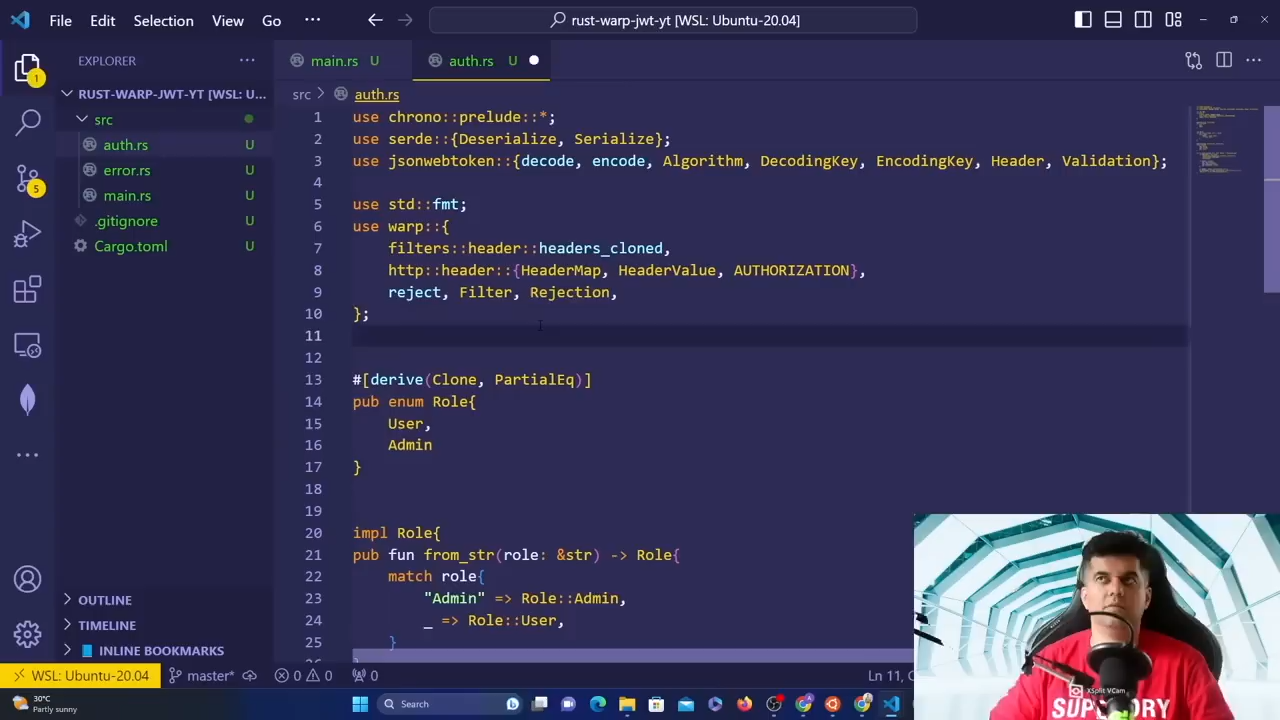 File Edit Selection View Go ··· rust-warp-jwt-yt [WSL: Ubuntu-20.04]
EXPLORER ···
main.rs U auth.rs U
1
RUST-WARP-JWT-YT [WSL: U...
src > auth.rs
src
auth.rs U
error.rs U
main.rs U
.gitignore U
Cargo.toml U
5
1 use chrono::prelude::*;
2 use serde::{Deserialize, Serialize};
3 use jsonwebtoken::{decode, encode, Algorithm, DecodingKey, EncodingKey, Header, Validation};
4
5 use std::fmt;
6 use warp::{
7 filters::header::headers_cloned,
8 http::header::{HeaderMap, HeaderValue, AUTHORIZATION},
9 reject, Filter, Rejection,
10 };
11
12
13 #[derive(Clone, PartialEq)]
14 pub enum Role{
15 User,
16 Admin
17 }
18
19
20 impl Role{
21 pub fun from_str(role: &str) -> Role{
22 match role{
23 "Admin" => Role::Admin,
24 _ => Role::User,
25 }
OUTLINE
TIMELINE
INLINE BOOKMARKS
WSL: Ubuntu-20.04 master* 0 0 0 Ln 11,
30°C
Partly sunny
Search
XSplit VCam